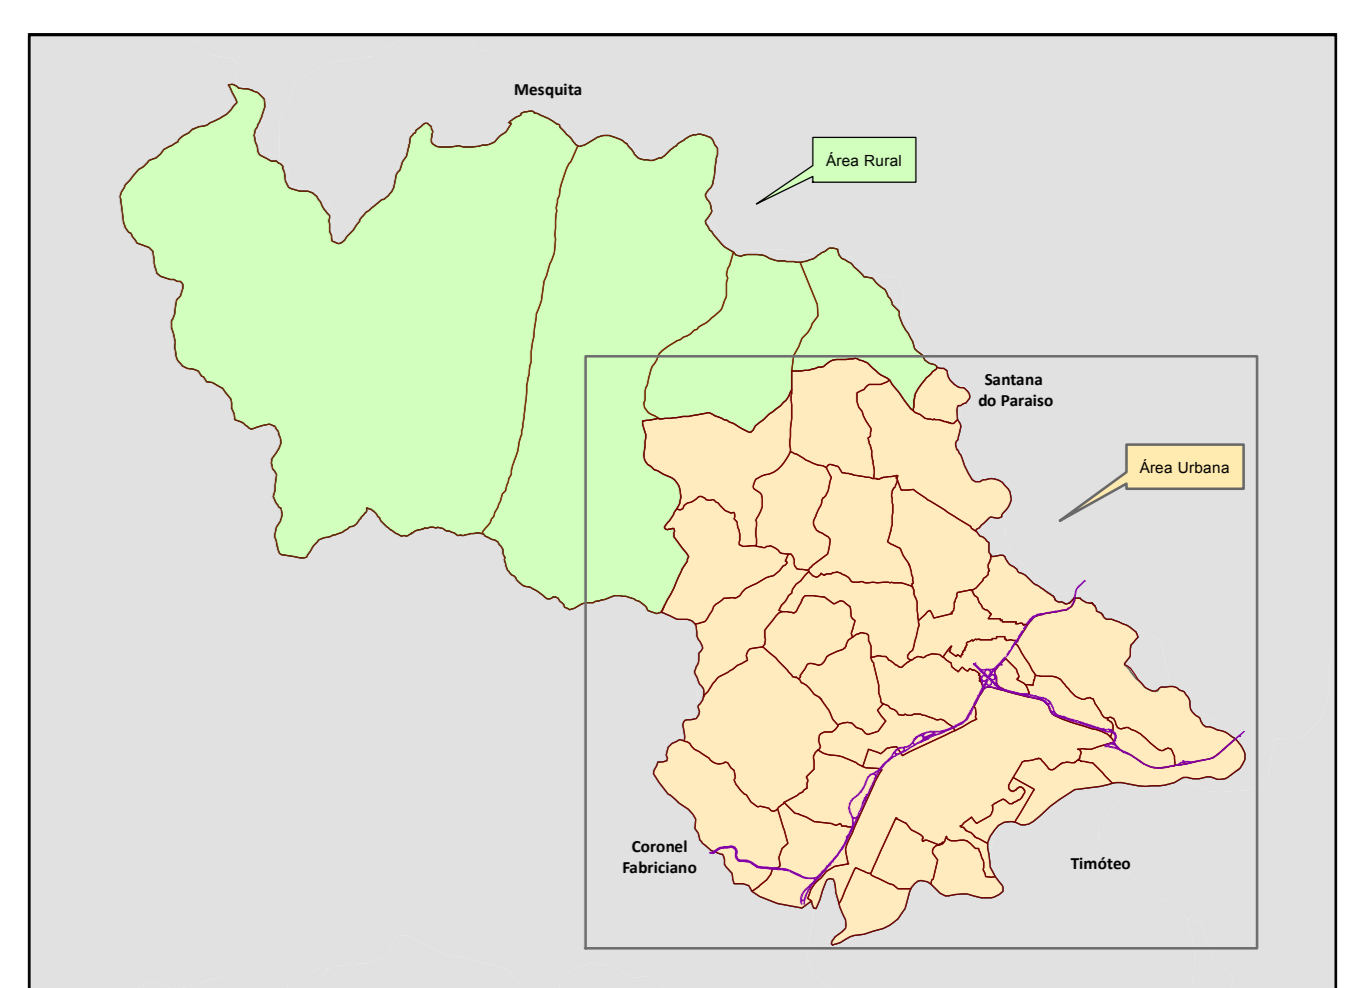 Mesquita
Área Rural
Santana
do Paraiso
Área Urbana
Coronel
Fabriciano
Timóteo